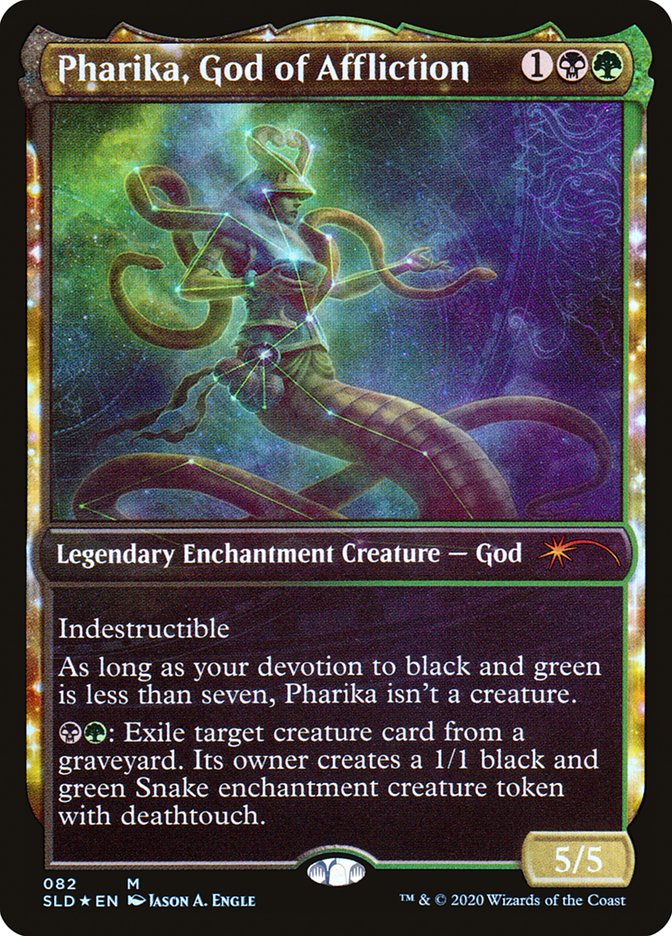 Pharika, God of Affliction 1
Legendary Enchantment Creature — God
Indestructible
As long as your devotion to black and green
is less than seven, Pharika isn't a creature.
: Exile target creature card from a
graveyard. Its owner creates a 1/1 black and
green Snake enchantment creature token
with deathtouch.
5/5
082 M
SLD ★ EN Jason A. Engle
™ & © 2020 Wizards of the Coast